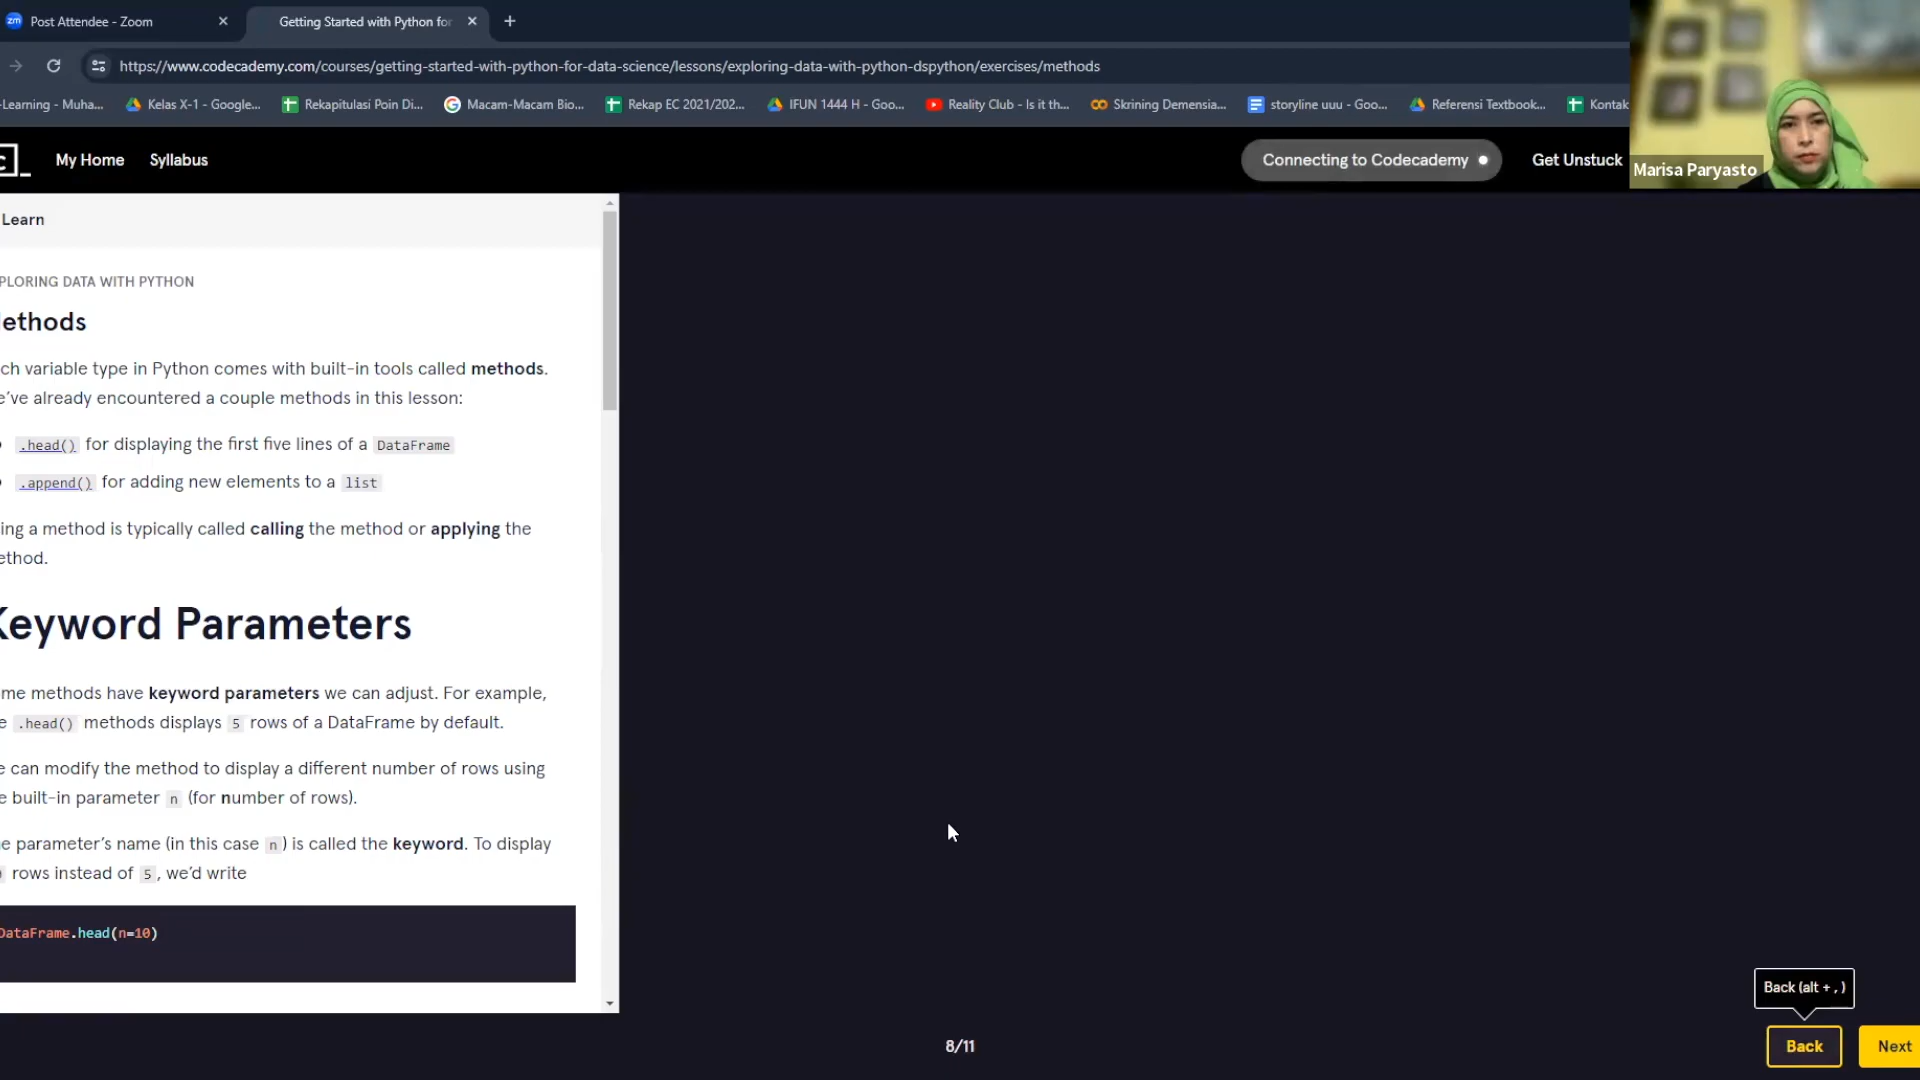 Post Attendee - Zoom
Getting Started with Python for
https://www.codecademy.com/courses/getting-started-with-python-for-data-science/lessons/exploring-data-with-python-dspython/exercises/methods
-Learning - Muha...
Kelas X-1 - Google...
Rekapitulasi Poin Di...
Macam-Macam Bio...
Rekap EC 2021/202...
IFUN 1444 H - Goo...
Reality Club - Is it th...
Skrining Demensia...
storyline uuu - Goo...
Referensi Textbook...
Kontak
My Home
Syllabus
Connecting to Codecademy
Get Unstuck
Marisa Paryasto
Learn
PLORING DATA WITH PYTHON
ethods
ch variable type in Python comes with built-in tools called methods.
e've already encountered a couple methods in this lesson:
.head() for displaying the first five lines of a DataFrame
.append() for adding new elements to a list
ing a method is typically called calling the method or applying the
ethod.
Keyword Parameters
me methods have keyword parameters we can adjust. For example,
e .head() methods displays 5 rows of a DataFrame by default.
e can modify the method to display a different number of rows using
e built-in parameter n (for number of rows).
e parameter's name (in this case n) is called the keyword. To display
rows instead of 5, we'd write
DataFrame.head(n=10)
Back (alt + , )
8/11
Back
Next